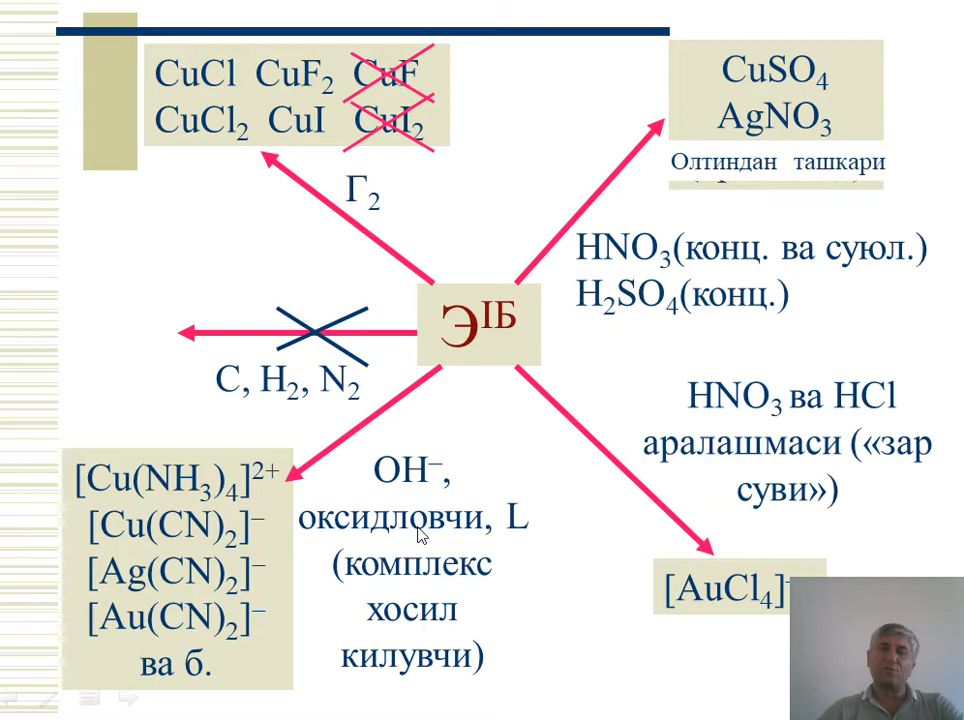 CuCl CuF₂ CuF
CuCl₂ CuI CuI₂
CuSO₄
AgNO₃
Олтиндан ташкари
Г₂
HNO₃(конц. ва суюл.)
H₂SO₄(конц.)
Э^IБ
C, H₂, N₂
HNO₃ ва HCl
аралашмаси («зар
суви»)
[Cu(NH₃)₄]²⁺
[Cu(CN)₂]⁻
[Ag(CN)₂]⁻
[Au(CN)₂]⁻
ва б.
OH⁻,
оксидловчи, L
(комплекс
хосил
килувчи)
[AuCl₄]⁻